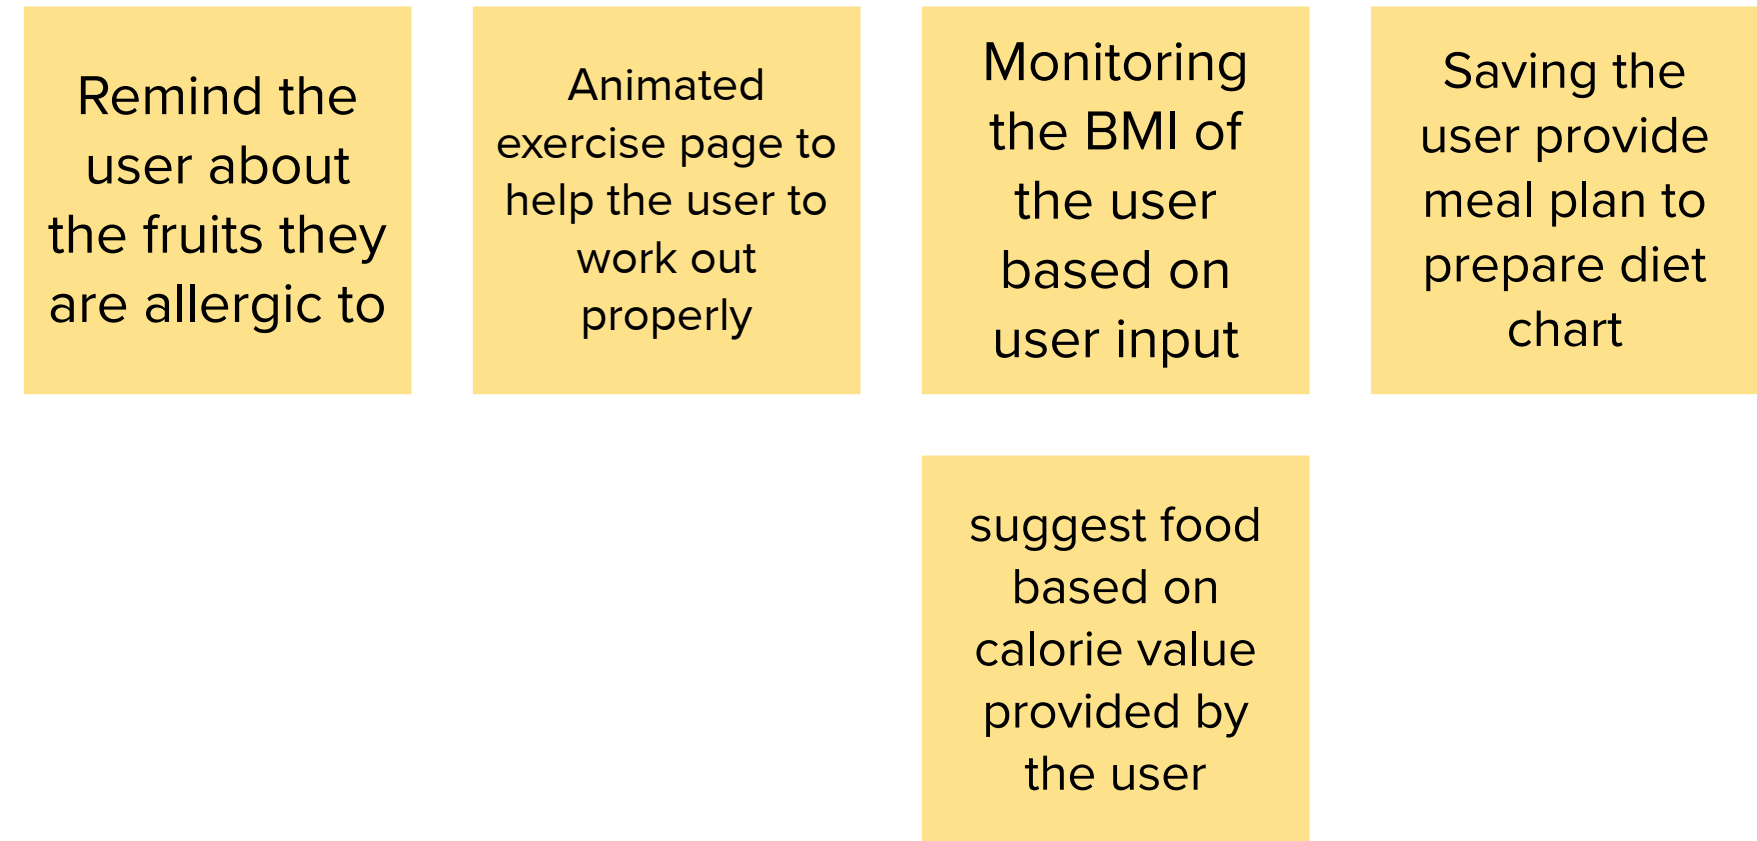 Remind the
user about
the fruits they
are allergic to
Animated
exercise page to
help the user to
work out
properly
Monitoring
the BMI of
the user
based on
user input
Saving the
user provide
meal plan to
prepare diet
chart
suggest food
based on
calorie value
provided by
the user